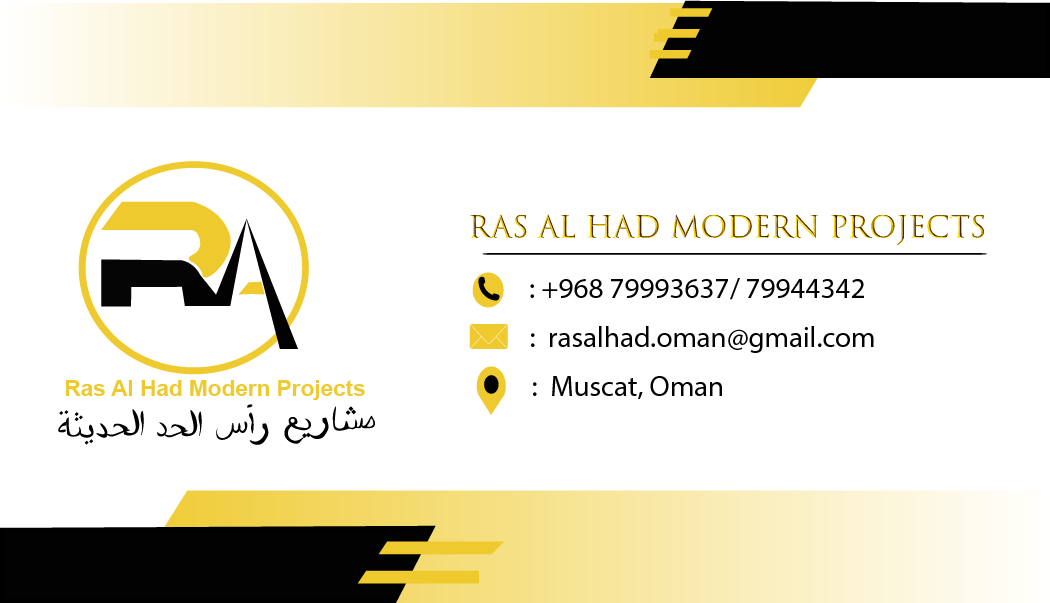 RA
Ras Al Had Modern Projects
مشاريع رأس الحد الحديثة
RAS AL HAD MODERN PROJECTS
: +968 79993637/ 79944342
: rasalhad.oman@gmail.com
: Muscat, Oman